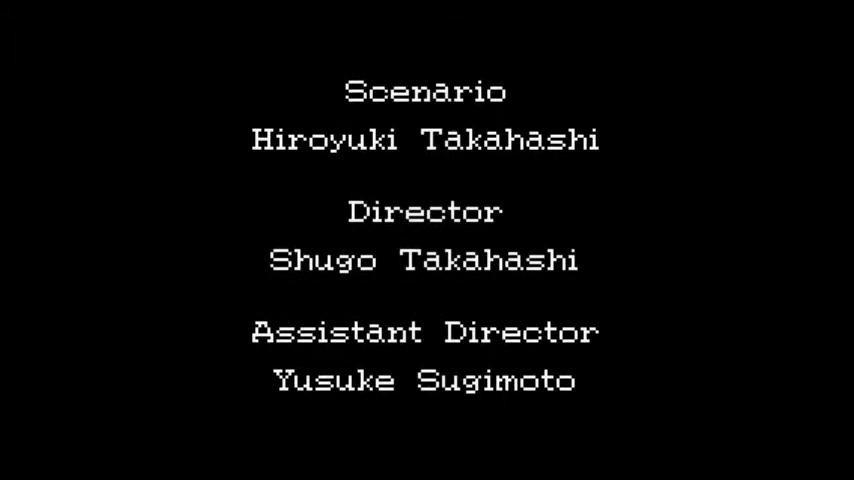 Scenario
Hiroyuki Takahashi
Director
Shugo Takahashi
Assistant Director
Yusuke Sugimoto